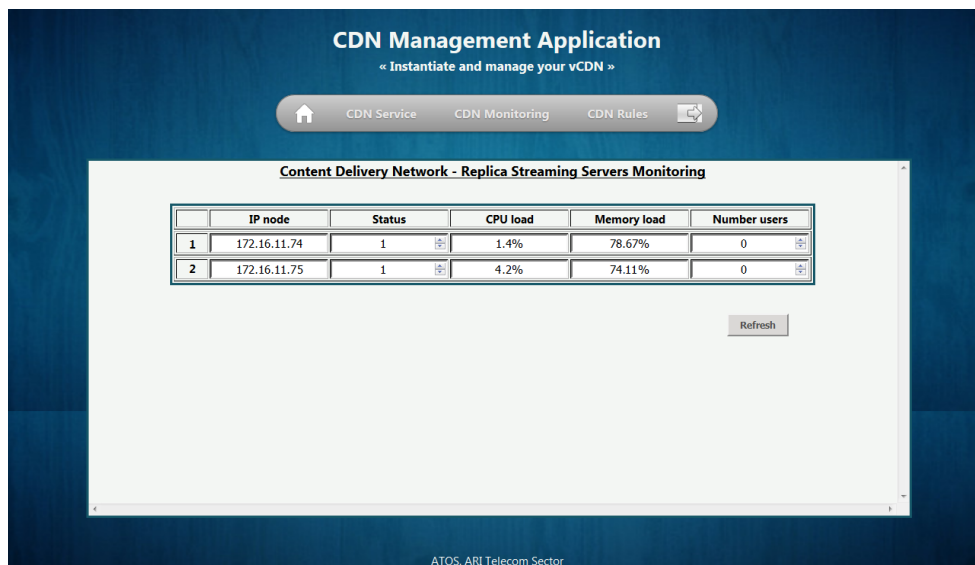 CDN Management Application
« Instantiate and manage your vCDN »
CDN Service CDN Monitoring CDN Rules
Content Delivery Network - Replica Streaming Servers Monitoring
IP node Status CPU load Memory load Number users
1 172.16.11.74 1 1.4% 78.67% 0
2 172.16.11.75 1 4.2% 74.11% 0
Refresh
ATOS, ARI Telecom Sector